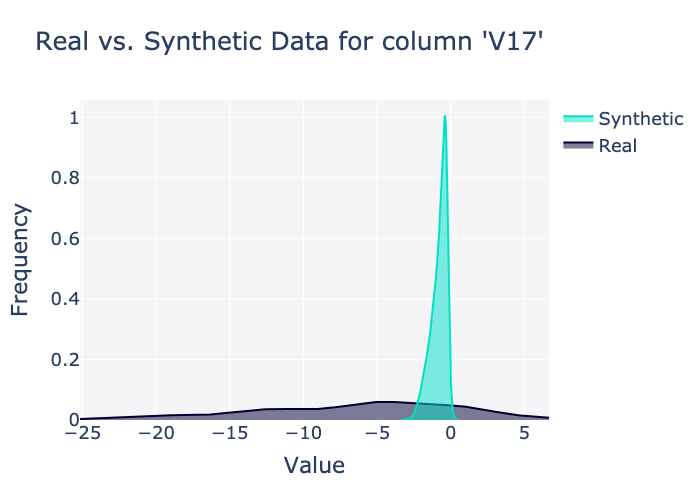 Real vs. Synthetic Data for column 'V17'
Synthetic
Real
Frequency
1
0.8
0.6
0.4
0.2
0
−25 −20 −15 −10 −5 0 5
Value